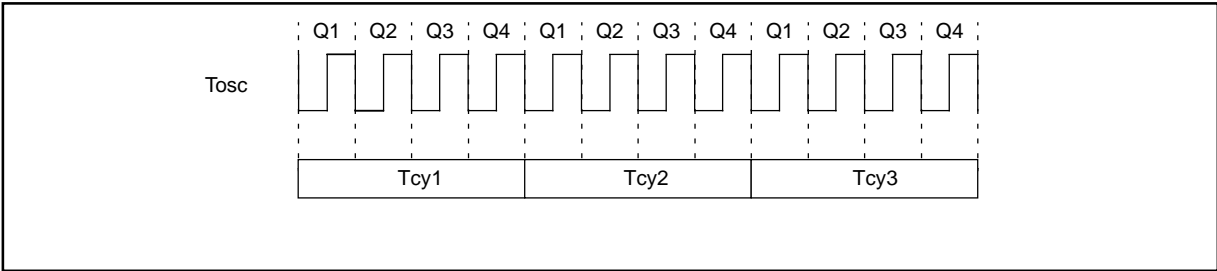 Q1 Q2 Q3 Q4 Q1 Q2 Q3 Q4 Q1 Q2 Q3 Q4
Tosc
Tcy1 Tcy2 Tcy3